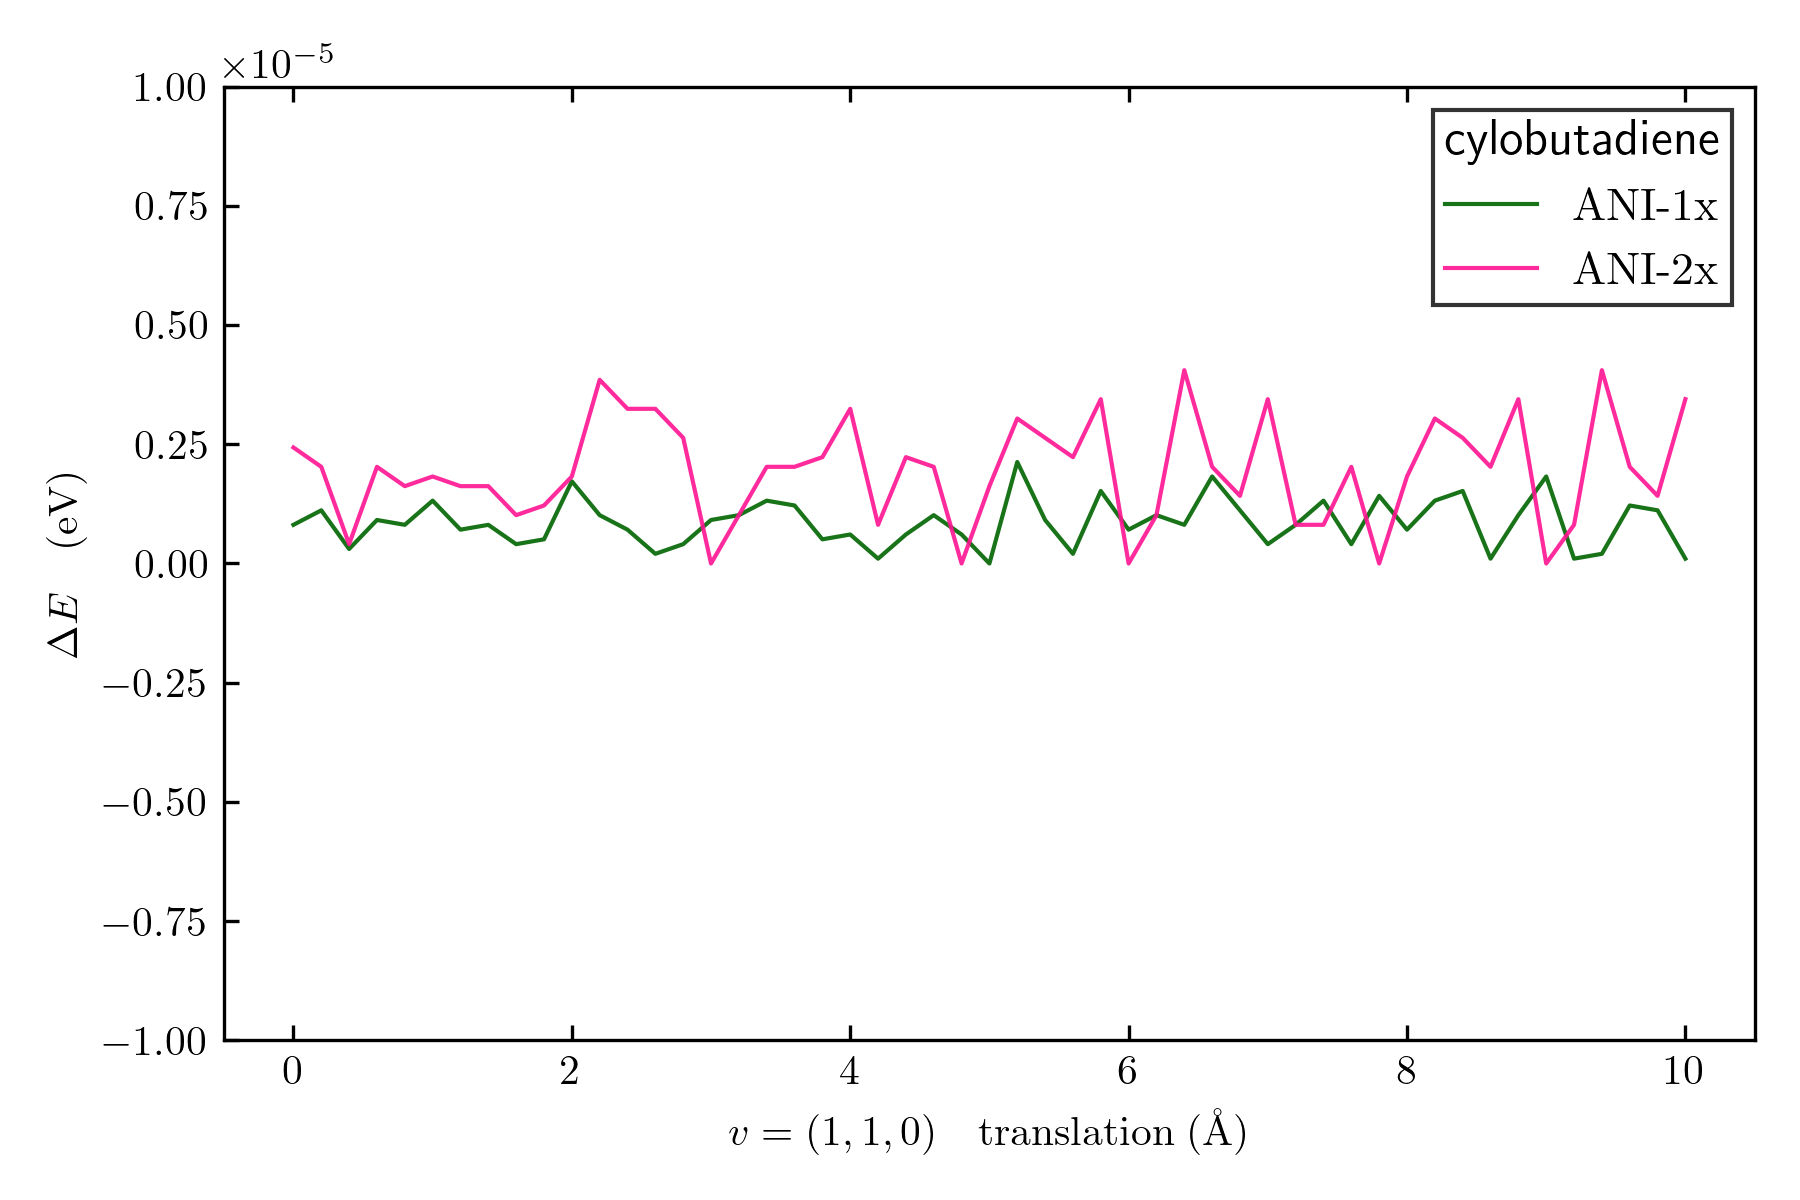 ×10⁻⁵
1.00
0.75
0.50
0.25
0.00
−0.25
−0.50
−0.75
−1.00
ΔE (eV)
0 2 4 6 8 10
v = (1, 1, 0) translation (Å)
cylobutadiene
ANI-1x
ANI-2x